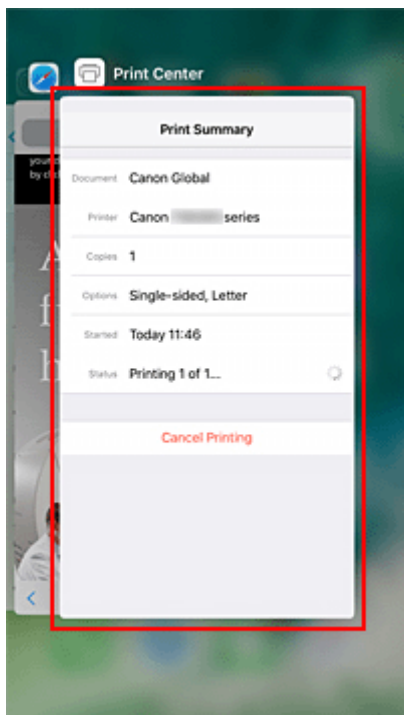 Print Center
Print Summary
Document Canon Global
Printer Canon series
Copies 1
Options Single-sided, Letter
Started Today 11:46
Status Printing 1 of 1...
Cancel Printing
by
A
f
h